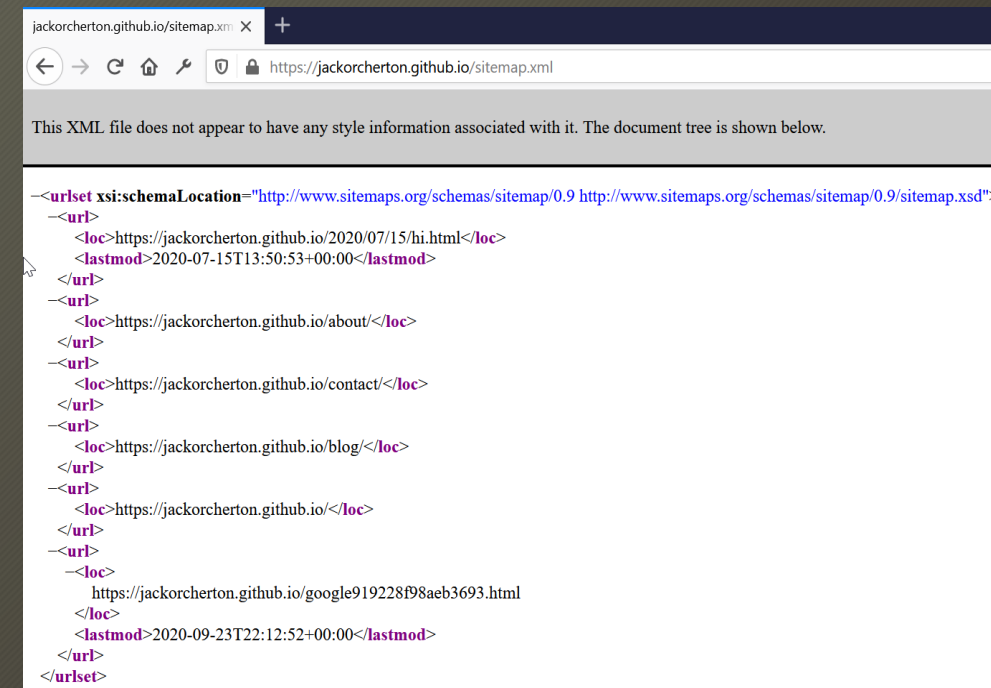 jackorcherton.github.io/sitemap.xm
https://jackorcherton.github.io/sitemap.xml
This XML file does not appear to have any style information associated with it. The document tree is shown below.
−<urlset xsi:schemaLocation="http://www.sitemaps.org/schemas/sitemap/0.9 http://www.sitemaps.org/schemas/sitemap/0.9/sitemap.xsd">
−<url>
<loc>https://jackorcherton.github.io/2020/07/15/hi.html</loc>
<lastmod>2020-07-15T13:50:53+00:00</lastmod>
</url>
−<url>
<loc>https://jackorcherton.github.io/about/</loc>
</url>
−<url>
<loc>https://jackorcherton.github.io/contact/</loc>
</url>
−<url>
<loc>https://jackorcherton.github.io/blog/</loc>
</url>
−<url>
<loc>https://jackorcherton.github.io/</loc>
</url>
−<url>
−<loc>
https://jackorcherton.github.io/google919228f98aeb3693.html
</loc>
<lastmod>2020-09-23T22:12:52+00:00</lastmod>
</url>
</urlset>